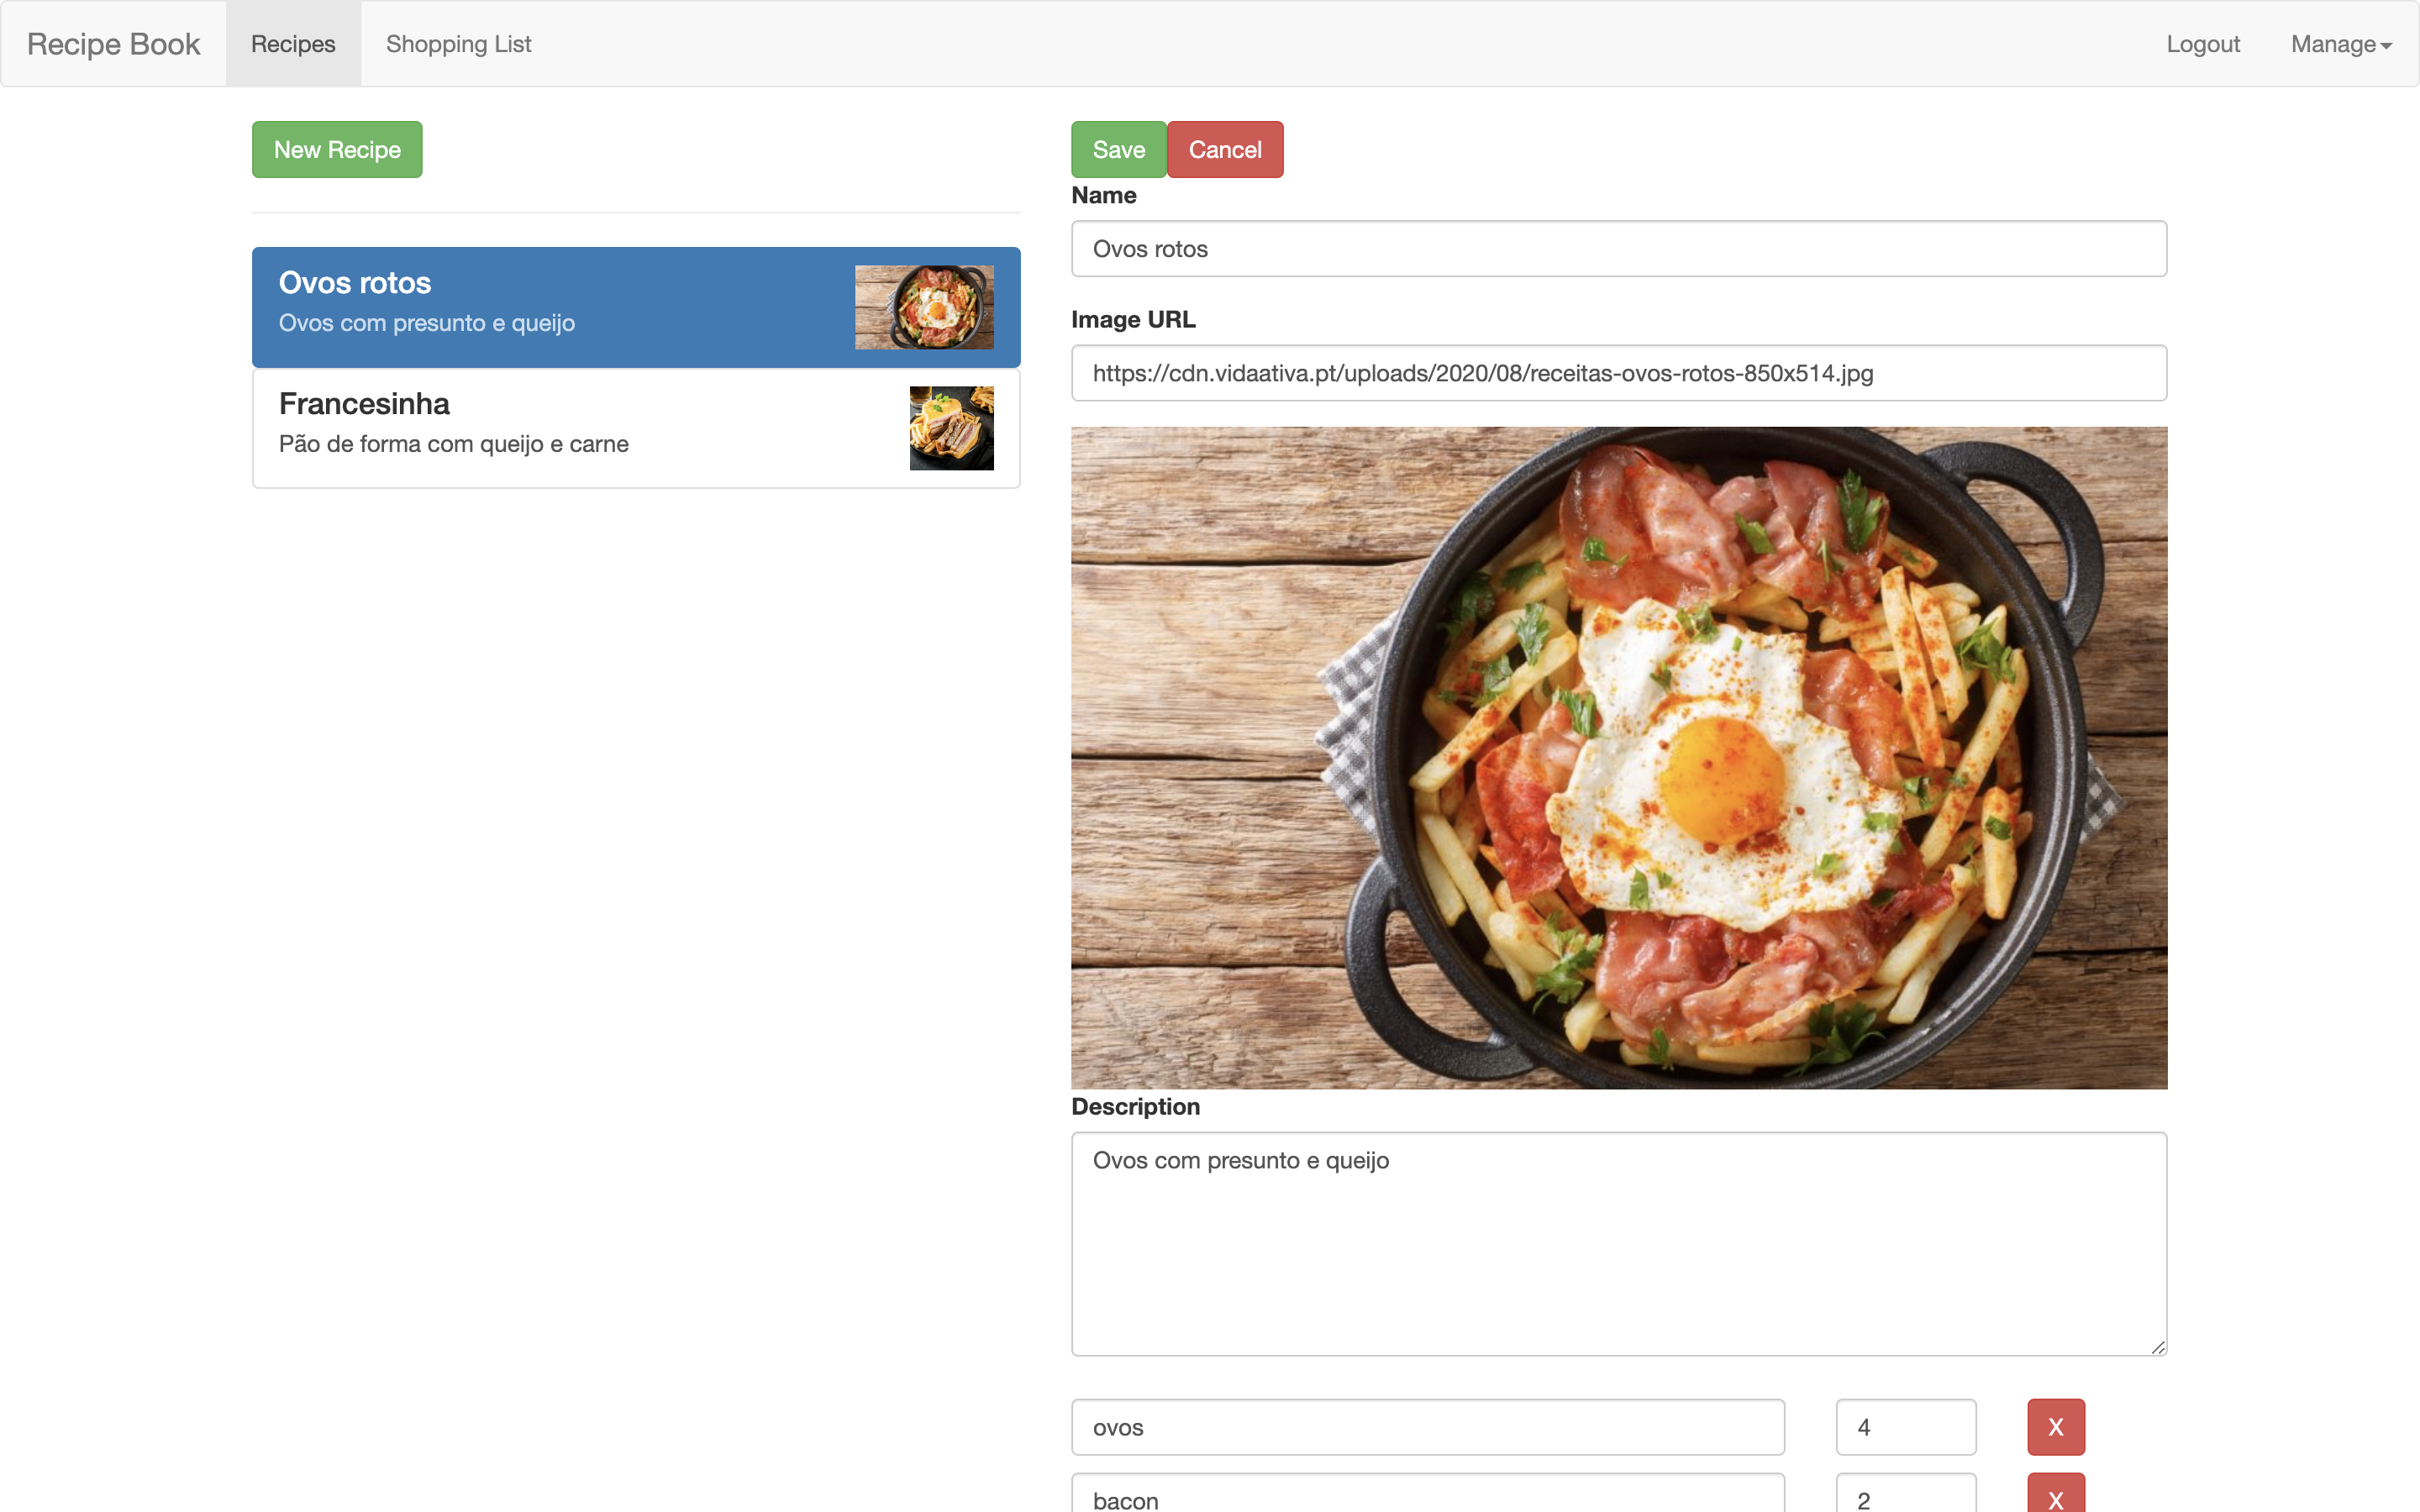 Recipe Book Recipes Shopping List Logout Manage
New Recipe
Ovos rotos
Ovos com presunto e queijo
Francesinha
Pão de forma com queijo e carne
Save Cancel
Name
Ovos rotos
Image URL
https://cdn.vidaativa.pt/uploads/2020/08/receitas-ovos-rotos-850x514.jpg
Description
Ovos com presunto e queijo
ovos 4 X
bacon 2 X